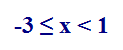 -3 ≤ x < 1